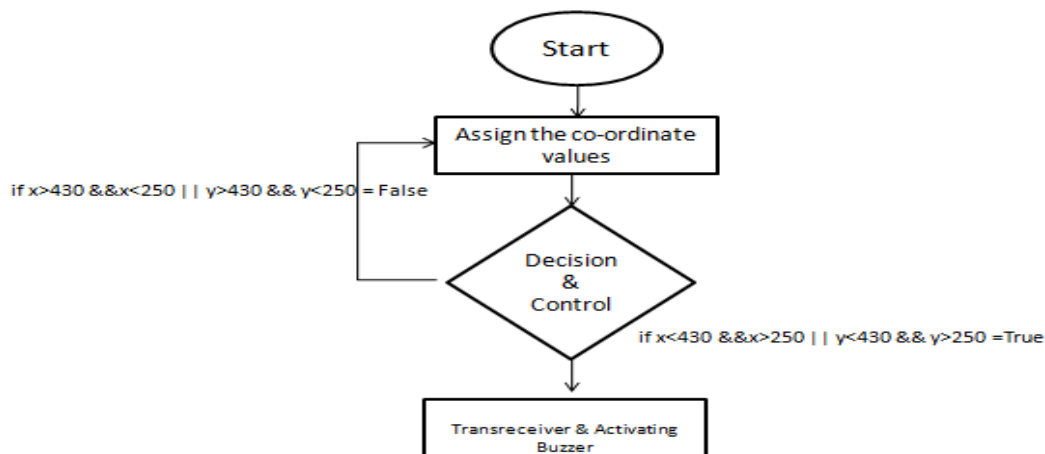 Start
Assign the co-ordinate
values
if x>430 &&x<250 || y>430 && y<250 = False
Decision
&
Control
if x<430 &&x>250 || y<430 && y>250 =True
Transreceiver & Activating
Buzzer